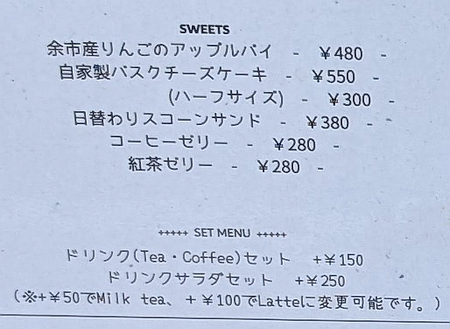 SWEETS
余市産りんごのアップルパイ - ￥480 -
自家製バスクチーズケーキ - ￥550 -
(ハーフサイズ) - ￥300 -
日替わりスコーンサンド - ￥380 -
コーヒーゼリー - ￥280 -
紅茶ゼリー - ￥280 -
+++++ SET MENU +++++
ドリンク(Tea・Coffee)セット +￥150
ドリンクサラダセット +￥250
(※+￥50でMilk tea、＋￥100でLatteに変更可能です。)